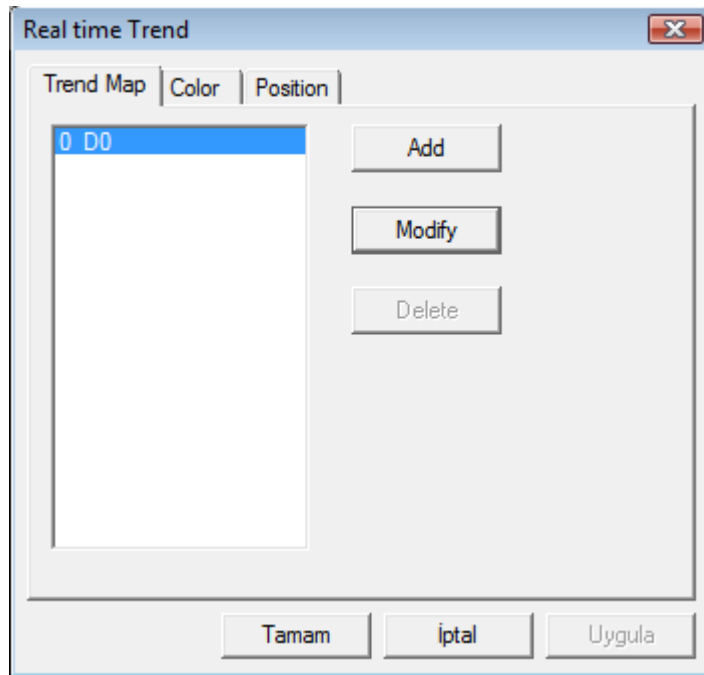 Real time Trend
Trend Map Color Position
0 D0
Add
Modify
Delete
Tamam İptal Uygula